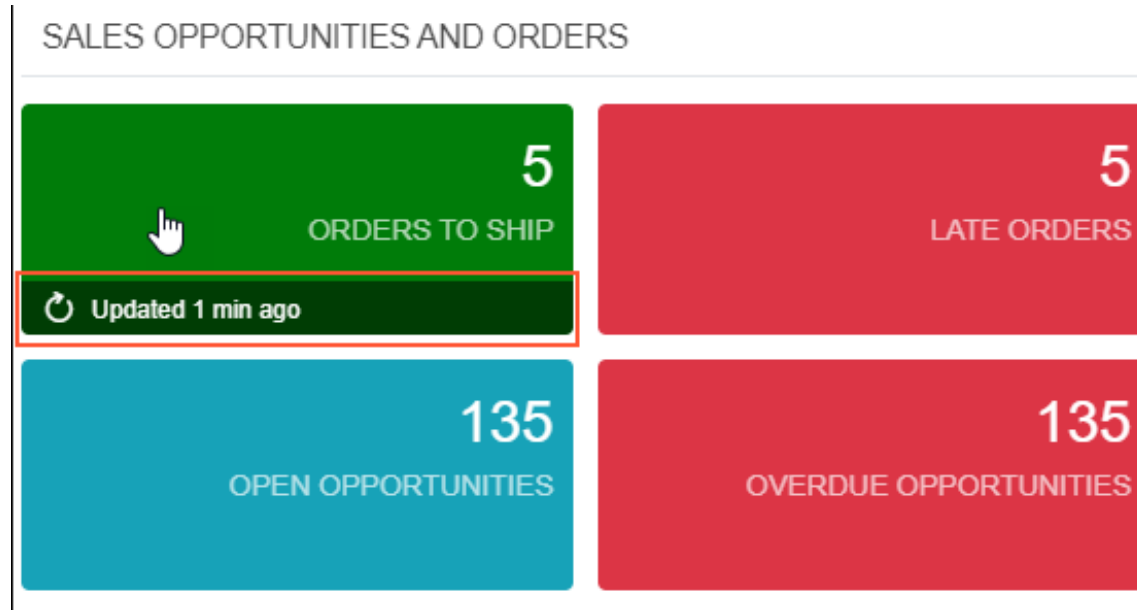 SALES OPPORTUNITIES AND ORDERS
5
ORDERS TO SHIP
Updated 1 min ago
5
LATE ORDERS
135
OPEN OPPORTUNITIES
135
OVERDUE OPPORTUNITIES